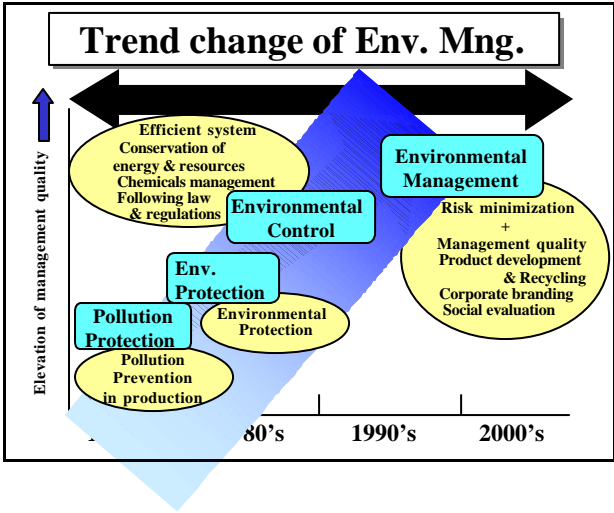 Trend change of Env. Mng.
Elevation of management quality
Efficient system
Conservation of
energy & resources
Chemicals management
Following law
& regulations
Environmental
Control
Environmental
Management
Risk minimization
+
Management quality
Product development
& Recycling
Corporate branding
Social evaluation
Env.
Protection
Environmental
Protection
Pollution
Protection
Pollution
Prevention
in production
80's
1990's
2000's